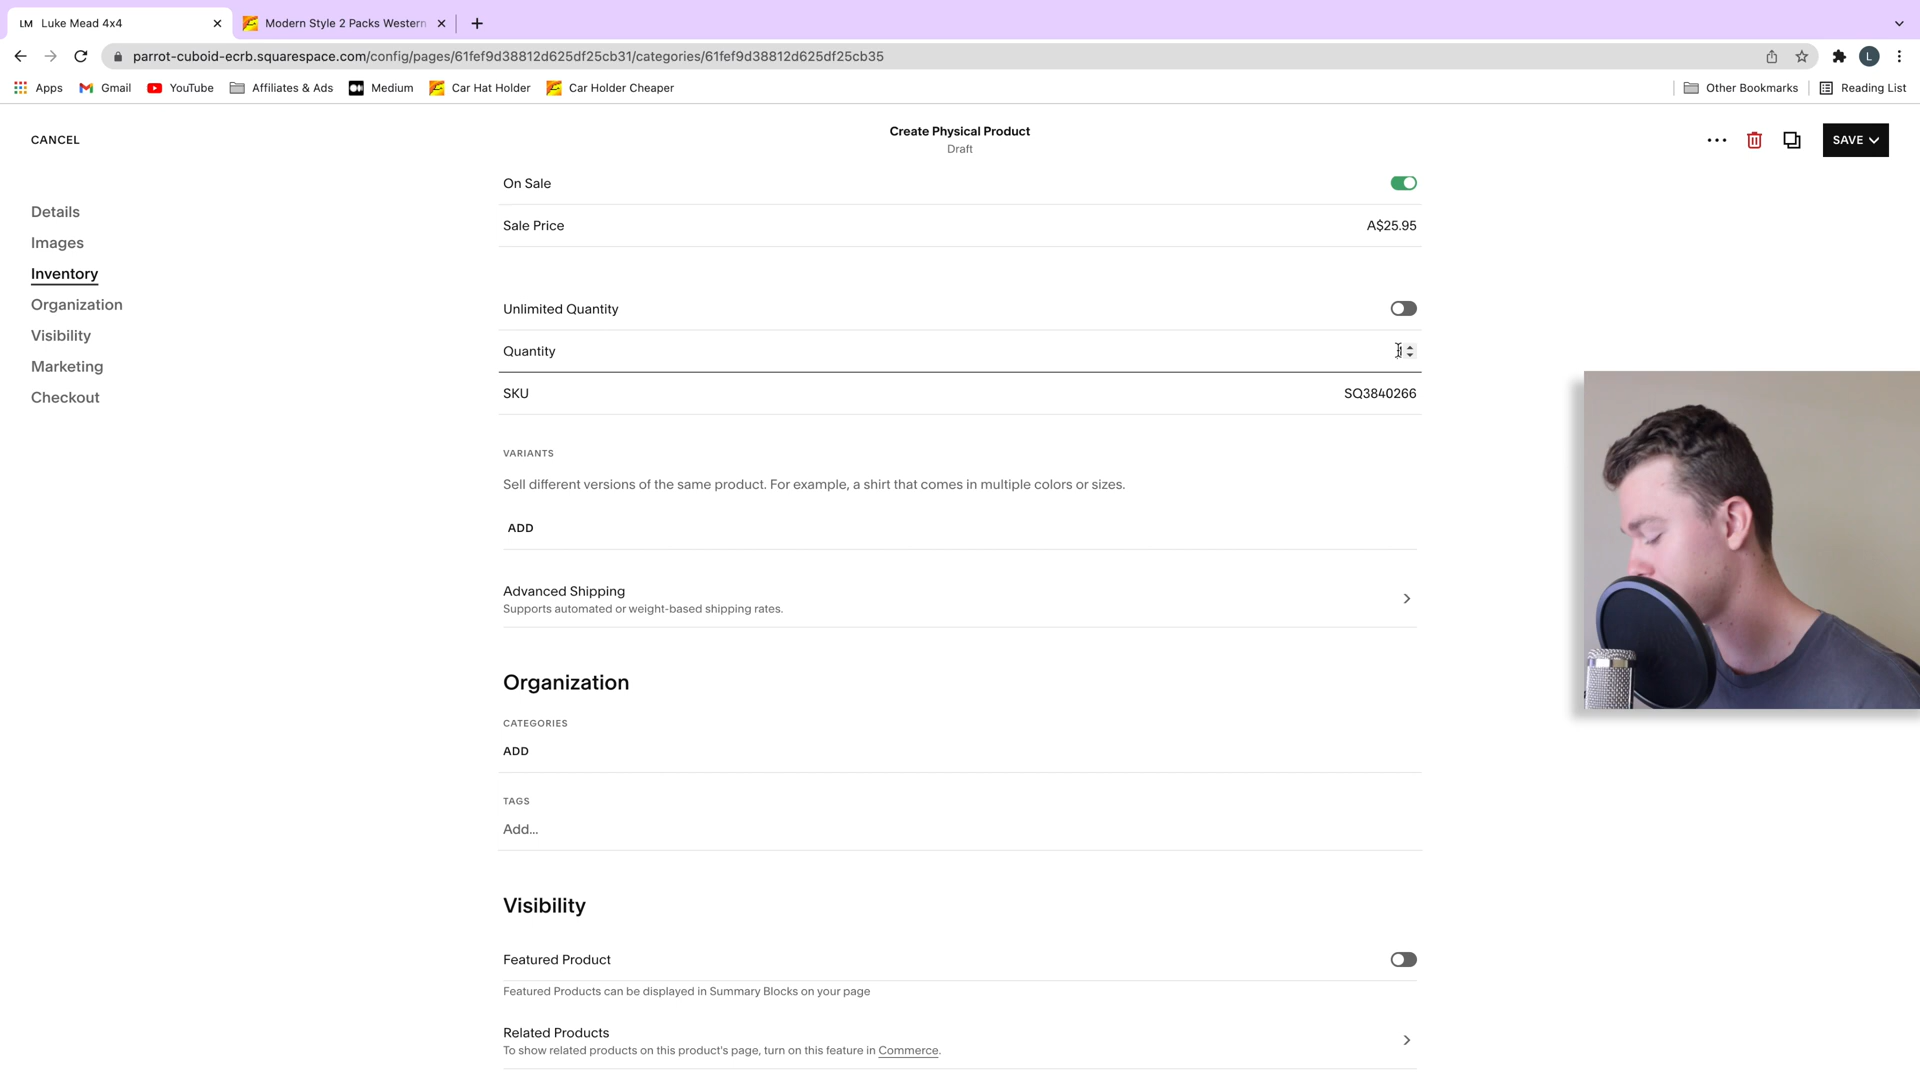 LM Luke Mead 4x4
Modern Style 2 Packs Western
parrot-cuboid-ecrb.squarespace.com/config/pages/61fef9d38812d625df25cb31/categories/61fef9d38812d625df25cb35
L
Apps Gmail YouTube Affiliates & Ads Medium Car Hat Holder Car Holder Cheaper Other Bookmarks Reading List
CANCEL
Create Physical Product
Draft
SAVE
Details
Images
Inventory
Organization
Visibility
Marketing
Checkout
On Sale
Sale Price A$25.95
Unlimited Quantity
Quantity
SKU SQ3840266
VARIANTS
Sell different versions of the same product. For example, a shirt that comes in multiple colors or sizes.
ADD
Advanced Shipping
Supports automated or weight-based shipping rates.
Organization
CATEGORIES
ADD
TAGS
Add...
Visibility
Featured Product
Featured Products can be displayed in Summary Blocks on your page
Related Products
To show related products on this product's page, turn on this feature in Commerce.